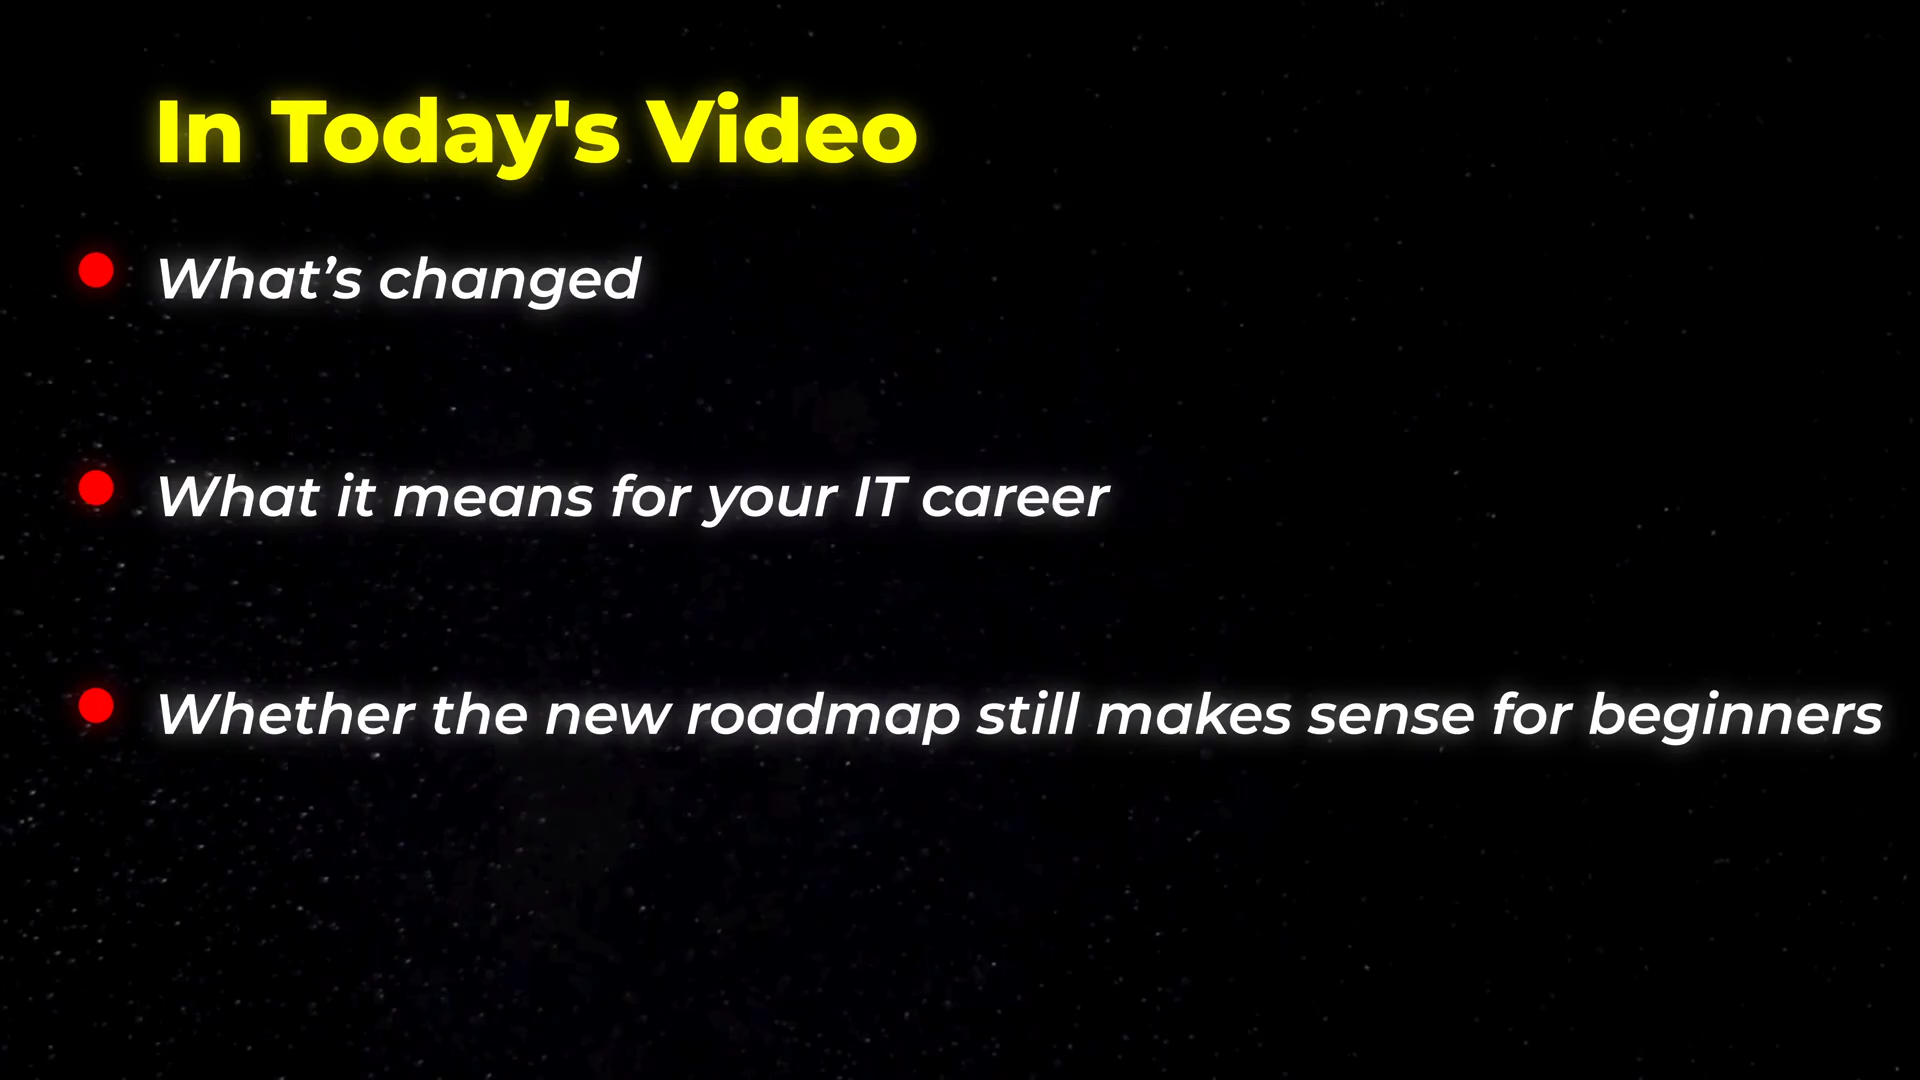 In Today's Video
What’s changed
What it means for your IT career
Whether the new roadmap still makes sense for beginners